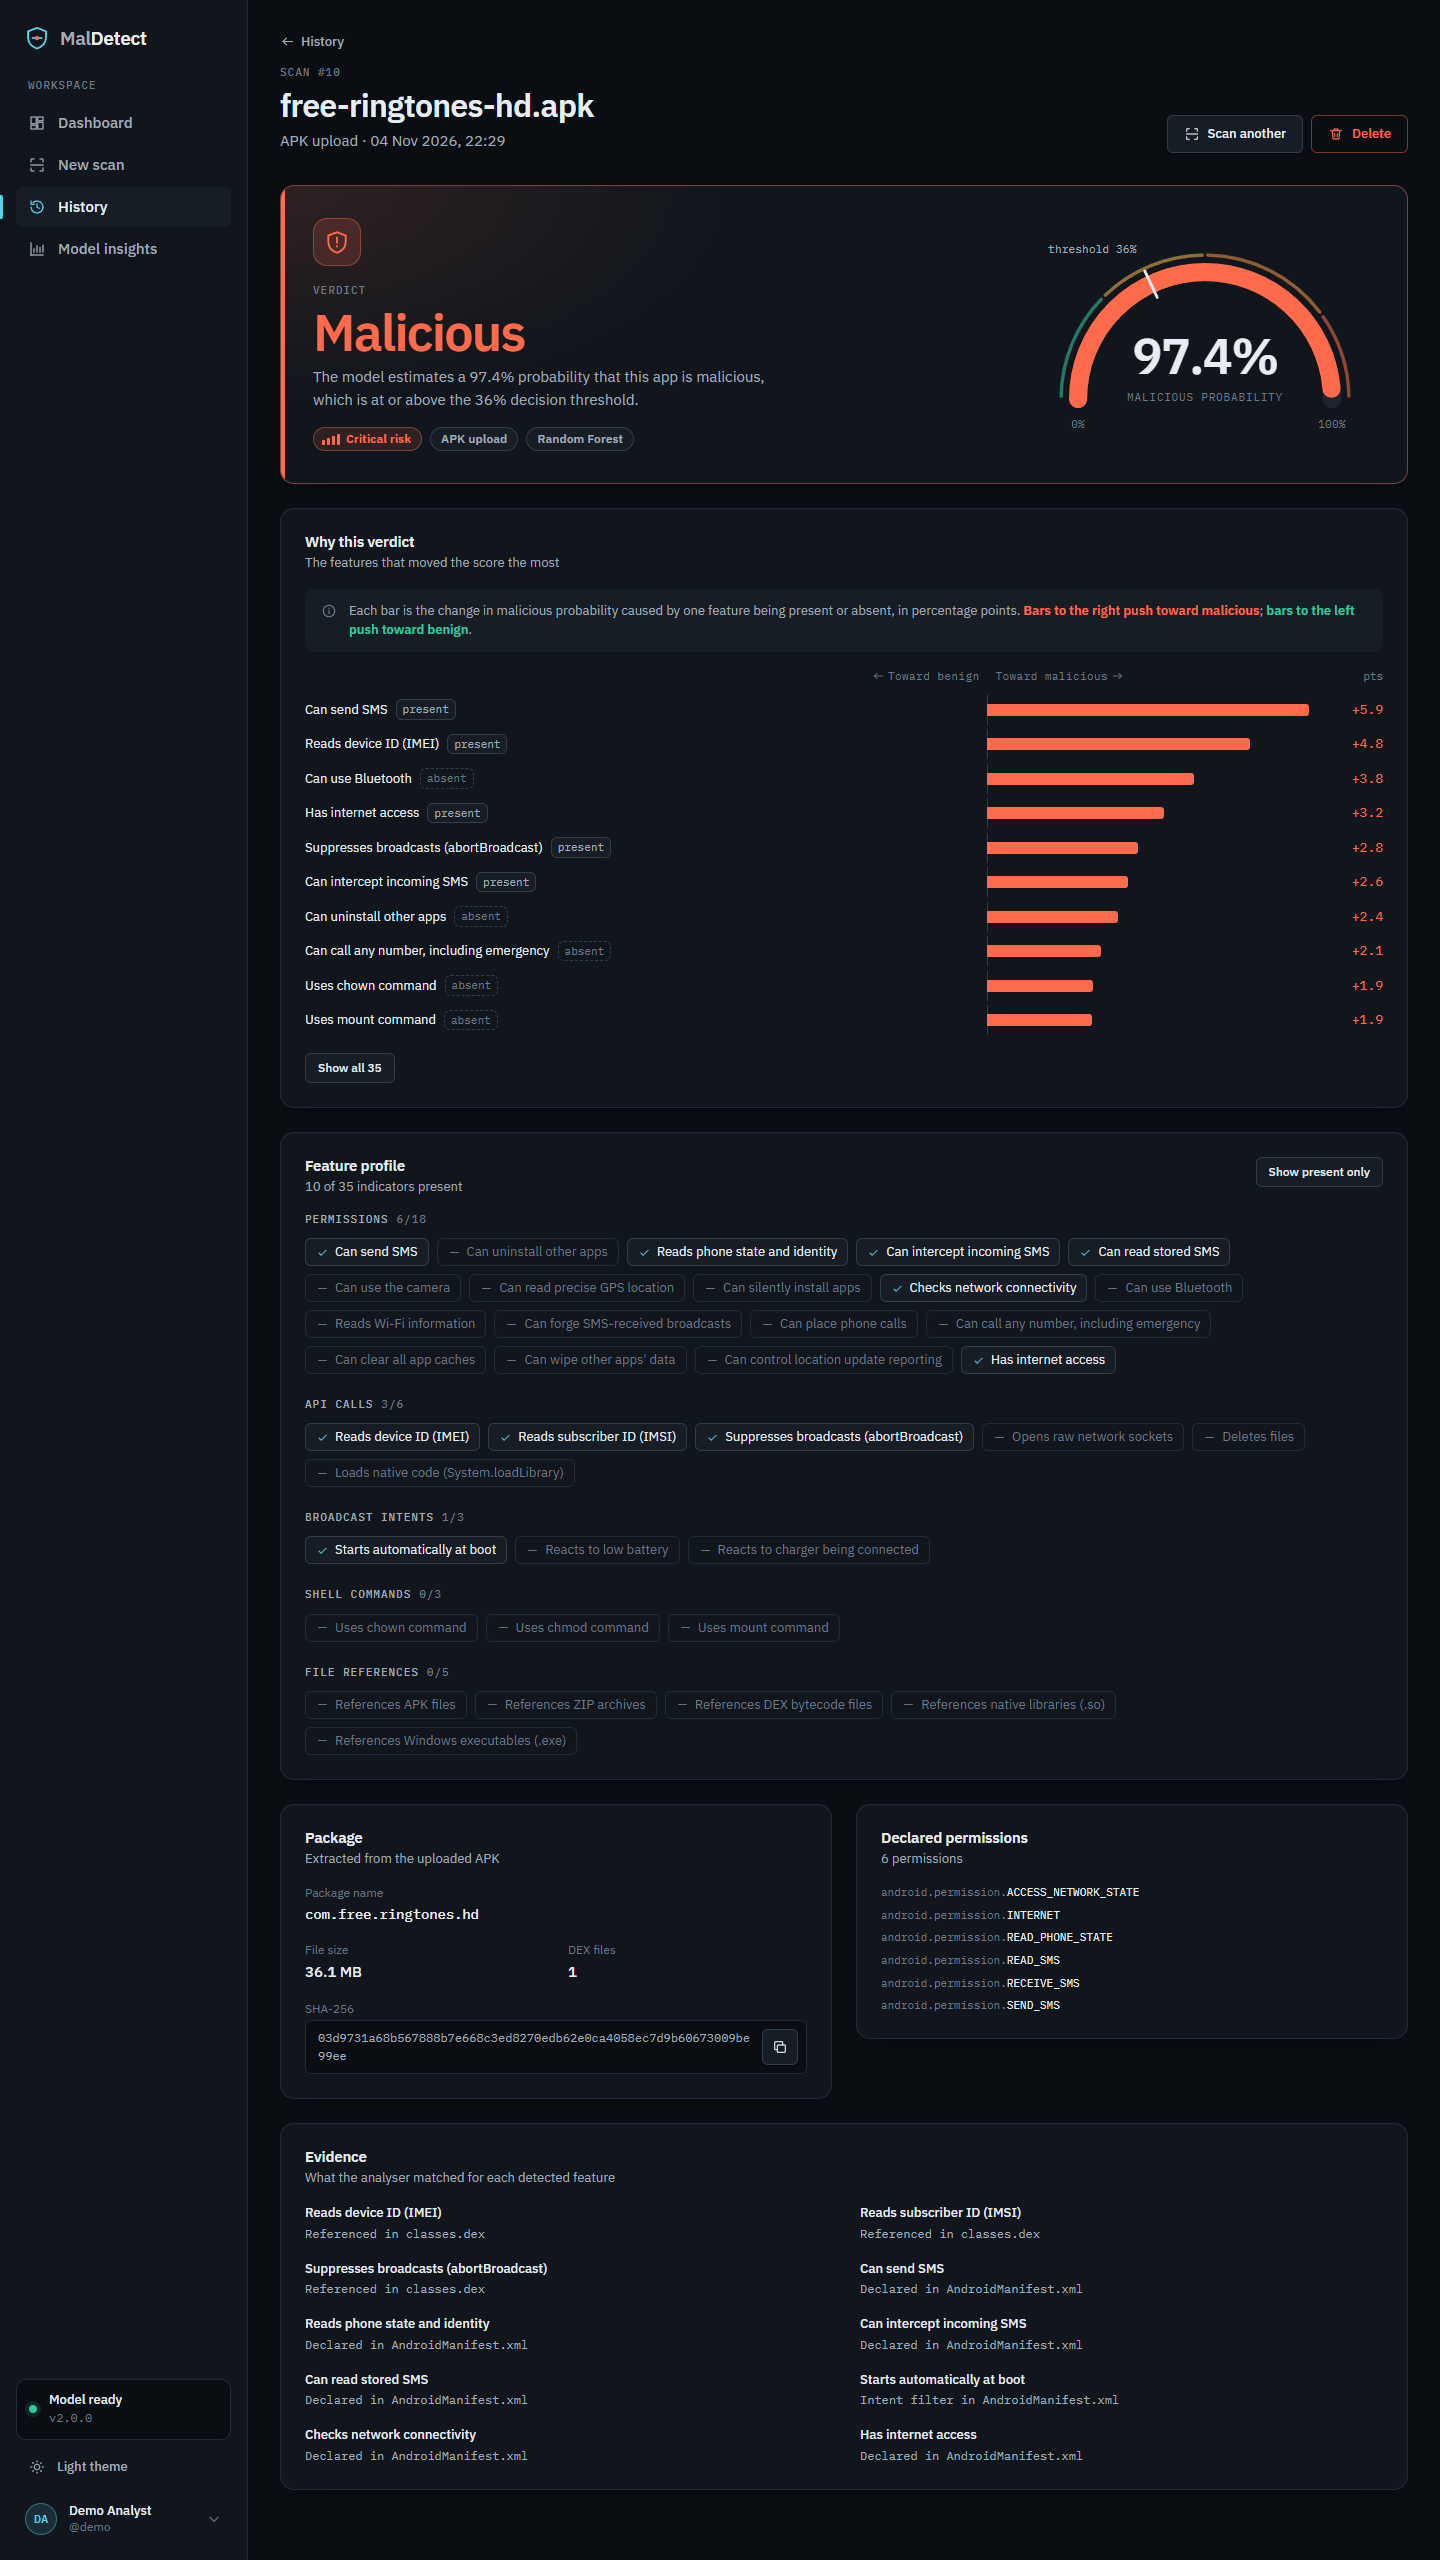 MalDetect
WORKSPACE
Dashboard
New scan
History
Model insights
← History
SCAN #10
free-ringtones-hd.apk
APK upload · 04 Nov 2026, 22:29
Scan another
Delete
VERDICT
Malicious
The model estimates a 97.4% probability that this app is malicious,
which is at or above the 36% decision threshold.
Critical risk
APK upload
Random Forest
threshold 36%
97.4%
MALICIOUS PROBABILITY
0%
100%
Why this verdict
The features that moved the score the most
Each bar is the change in malicious probability caused by one feature being present or absent, in percentage points. Bars to the right push toward malicious; bars to the left
push toward benign.
← Toward benign
Toward malicious →
pts
Can send SMS present +5.9
Reads device ID (IMEI) present +4.8
Can use Bluetooth absent +3.8
Has internet access present +3.2
Suppresses broadcasts (abortBroadcast) present +2.8
Can intercept incoming SMS present +2.6
Can uninstall other apps absent +2.4
Can call any number, including emergency absent +2.1
Uses chown command absent +1.9
Uses mount command absent +1.9
Show all 35
Feature profile
10 of 35 indicators present
Show present only
PERMISSIONS 6/18
✓ Can send SMS — Can uninstall other apps ✓ Reads phone state and identity ✓ Can intercept incoming SMS ✓ Can read stored SMS
— Can use the camera — Can read precise GPS location — Can silently install apps ✓ Checks network connectivity — Can use Bluetooth
— Reads Wi-Fi information — Can forge SMS-received broadcasts — Can place phone calls — Can call any number, including emergency
— Can clear all app caches — Can wipe other apps' data — Can control location update reporting ✓ Has internet access
API CALLS 3/6
✓ Reads device ID (IMEI) ✓ Reads subscriber ID (IMSI) ✓ Suppresses broadcasts (abortBroadcast) — Opens raw network sockets — Deletes files
— Loads native code (System.loadLibrary)
BROADCAST INTENTS 1/3
✓ Starts automatically at boot — Reacts to low battery — Reacts to charger being connected
SHELL COMMANDS 0/3
— Uses chown command — Uses chmod command — Uses mount command
FILE REFERENCES 0/5
— References APK files — References ZIP archives — References DEX bytecode files — References native libraries (.so)
— References Windows executables (.exe)
Package
Extracted from the uploaded APK
Package name
com.free.ringtones.hd
File size
36.1 MB
DEX files
1
SHA-256
03d9731a68b567888b7e668c3ed8270edb62e0ca4058ec7d9b60673009be
99ee
Declared permissions
6 permissions
android.permission.ACCESS_NETWORK_STATE
android.permission.INTERNET
android.permission.READ_PHONE_STATE
android.permission.READ_SMS
android.permission.RECEIVE_SMS
android.permission.SEND_SMS
Evidence
What the analyser matched for each detected feature
Reads device ID (IMEI)
Referenced in classes.dex
Reads subscriber ID (IMSI)
Referenced in classes.dex
Suppresses broadcasts (abortBroadcast)
Referenced in classes.dex
Can send SMS
Declared in AndroidManifest.xml
Reads phone state and identity
Declared in AndroidManifest.xml
Can intercept incoming SMS
Declared in AndroidManifest.xml
Can read stored SMS
Declared in AndroidManifest.xml
Starts automatically at boot
Intent filter in AndroidManifest.xml
Checks network connectivity
Declared in AndroidManifest.xml
Has internet access
Declared in AndroidManifest.xml
Model ready
v2.0.0
Light theme
DA
Demo Analyst
@demo